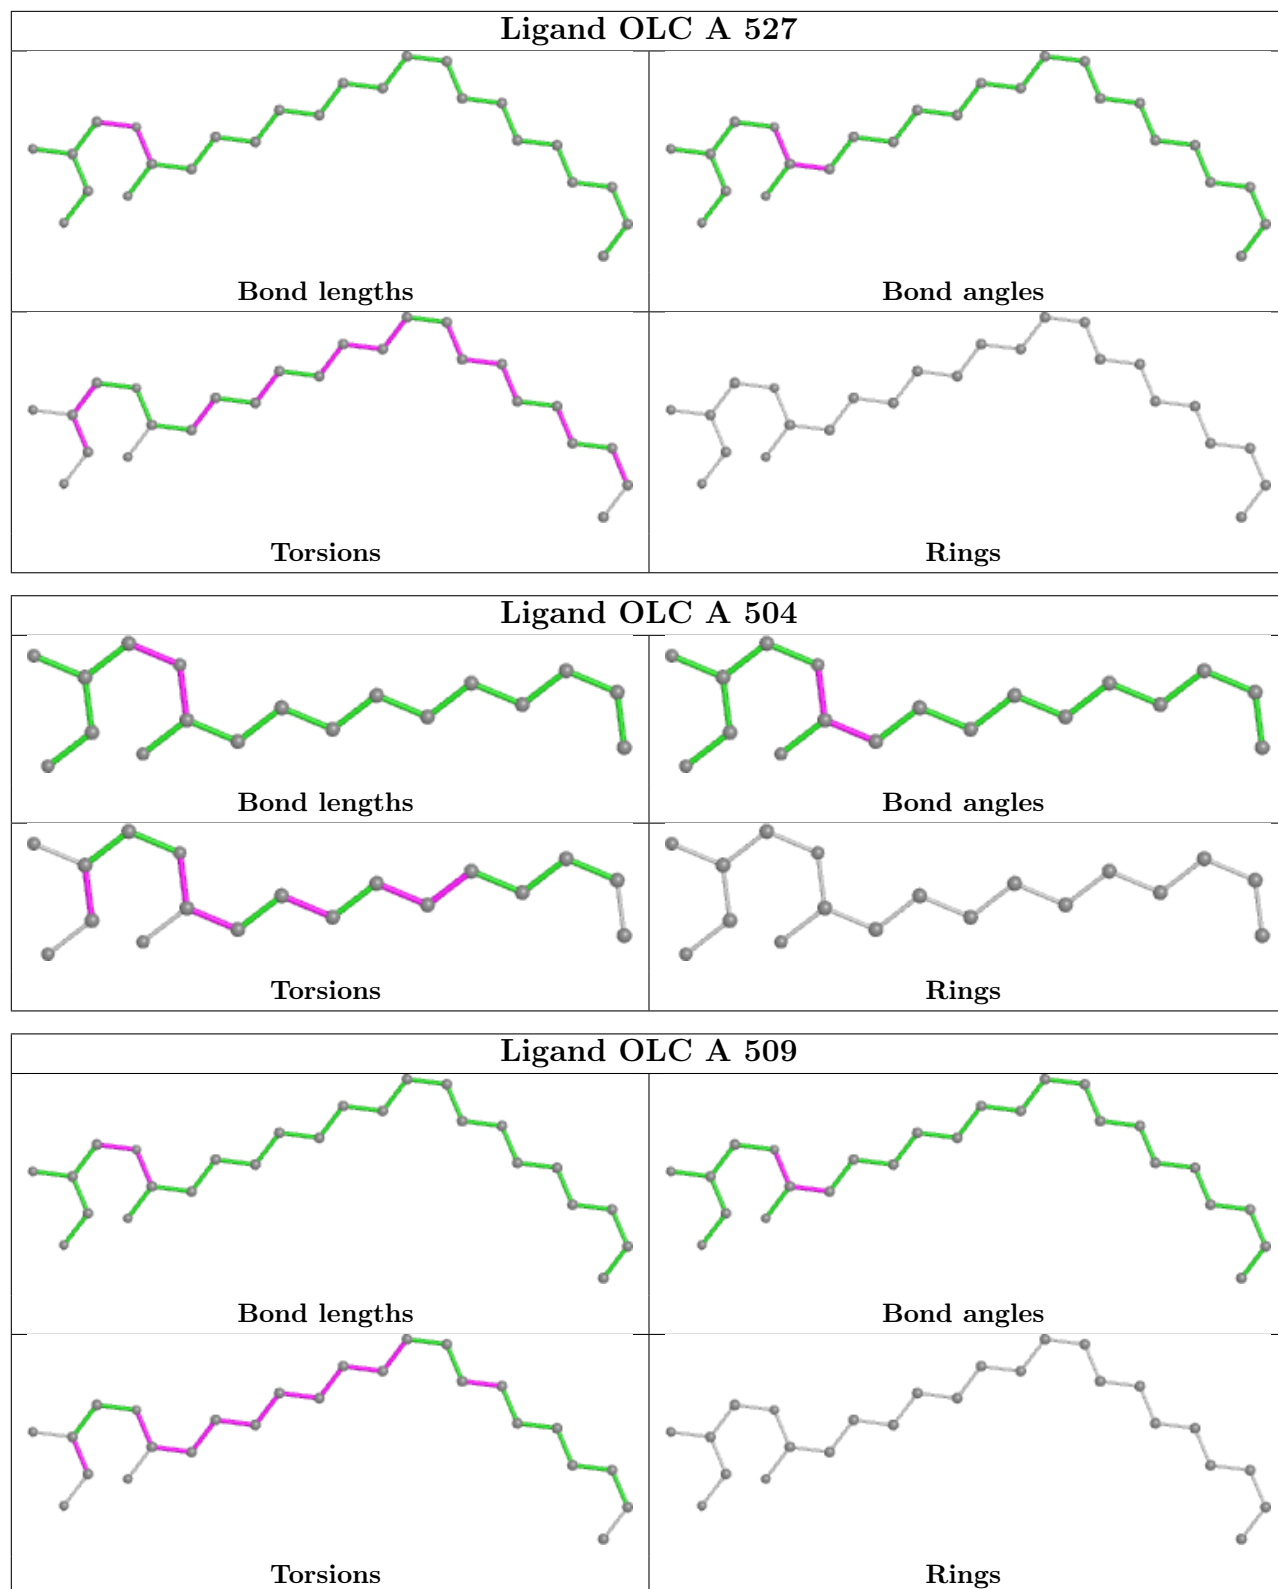 Ligand OLC A 527
Bond lengths
Bond angles
Torsions
Rings
Ligand OLC A 504
Bond lengths
Bond angles
Torsions
Rings
Ligand OLC A 509
Bond lengths
Bond angles
Torsions
Rings